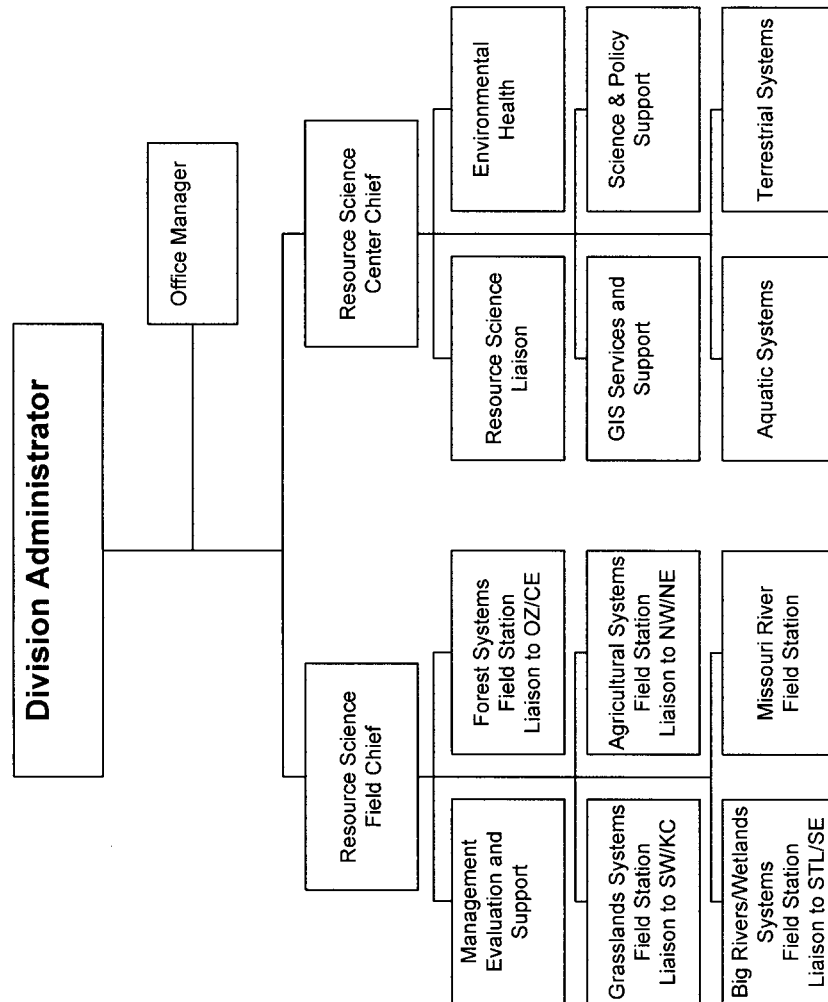 Division Administrator
Office Manager
Resource Science
Field Chief
Resource Science
Center Chief
Management
Evaluation and
Support
Forest Systems
Field Station
Liaison to OZ/CE
Resource Science
Liaison
Environmental
Health
Grasslands Systems
Field Station
Liaison to SW/KC
Agricultural Systems
Field Station
Liaison to NW/NE
GIS Services and
Support
Science & Policy
Support
Big Rivers/Wetlands
Systems
Field Station
Liaison to STL/SE
Missouri River
Field Station
Aquatic Systems
Terrestrial Systems